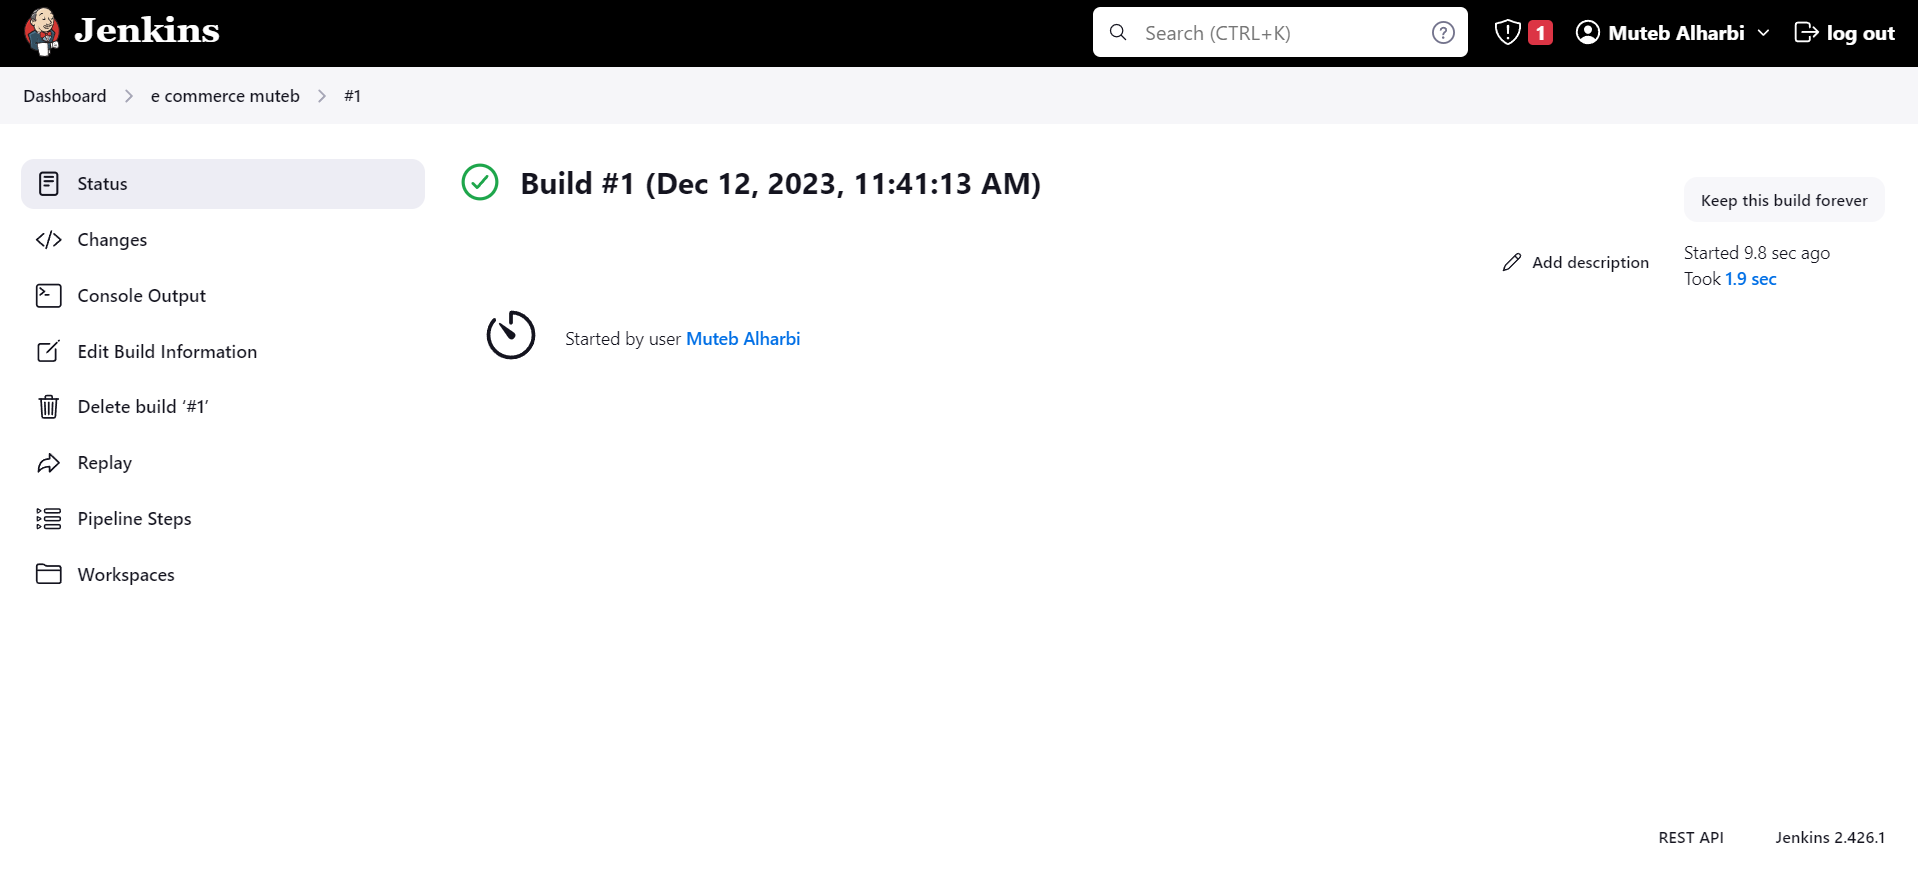 Jenkins
Search (CTRL+K)
1
Muteb Alharbi
log out
Dashboard
e commerce muteb
#1
Status
Changes
Console Output
Edit Build Information
Delete build ‘#1’
Replay
Pipeline Steps
Workspaces
Build #1 (Dec 12, 2023, 11:41:13 AM)
Keep this build forever
Add description
Started 9.8 sec ago
Took 1.9 sec
Started by user Muteb Alharbi
REST API
Jenkins 2.426.1